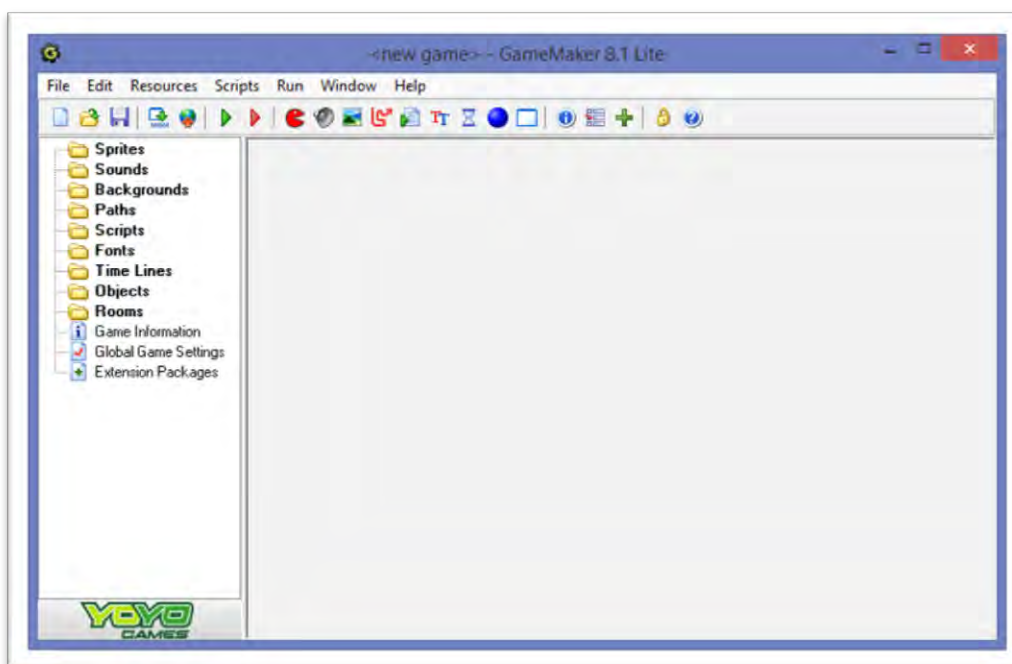 <new game> - GameMaker 8.1 Lite
File Edit Resources Scripts Run Window Help
Sprites
Sounds
Backgrounds
Paths
Scripts
Fonts
Time Lines
Objects
Rooms
Game Information
Global Game Settings
Extension Packages
YOYO
GAMES